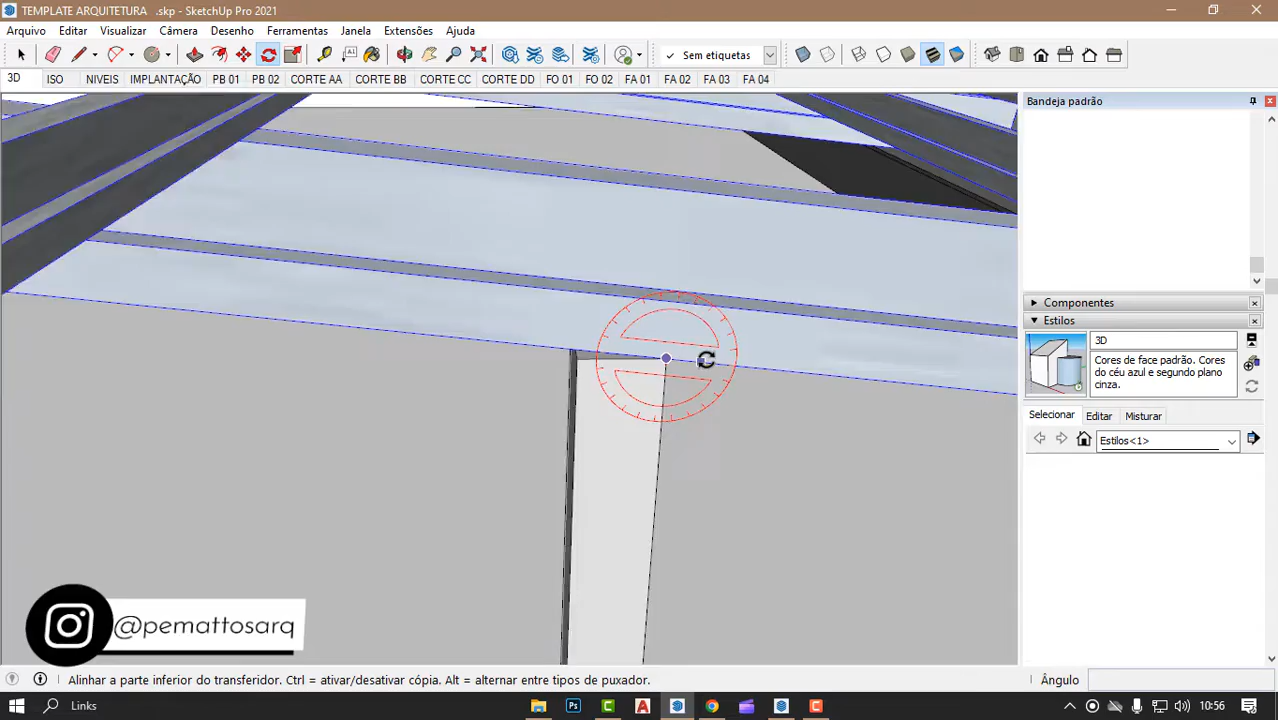 TEMPLATE ARQUITETURA .skp - SketchUp Pro 2021
Arquivo Editar Visualizar Câmera Desenho Ferramentas Janela Extensões Ajuda
Sem etiquetas
3D ISO NIVEIS IMPLANTAÇÃO PB 01 PB 02 CORTE AA CORTE BB CORTE CC CORTE DD FO 01 FO 02 FA 01 FA 02 FA 03 FA 04
Bandeja padrão
Componentes
Estilos
3D
Cores de face padrão. Cores
do céu azul e segundo plano
cinza.
Selecionar Editar Misturar
Estilos<1>
@pemattosarq
Alinhar a parte inferior do transferidor. Ctrl = ativar/desativar cópia. Alt = alternar entre tipos de puxador.
Ângulo
Links
10:56